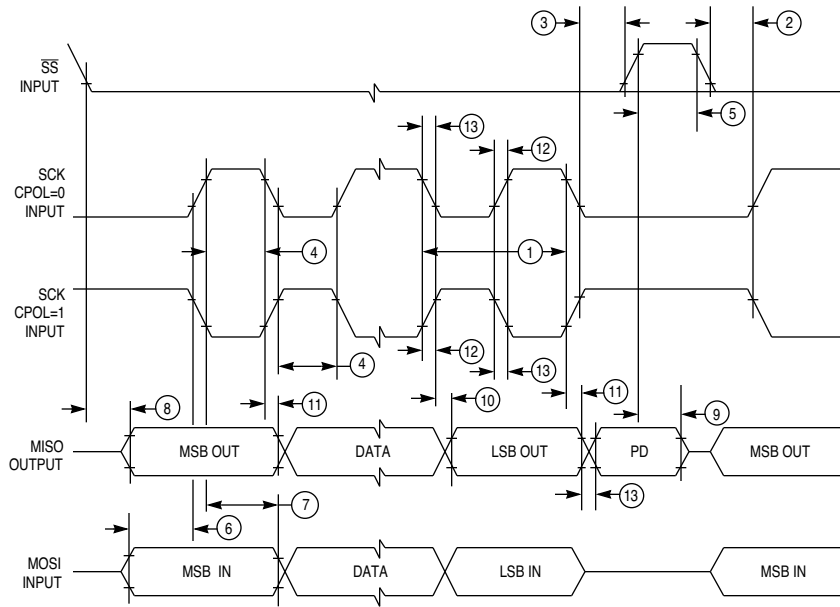 3
2
SS
INPUT
5
13
12
SCK
CPOL=0
INPUT
4
1
SCK
CPOL=1
INPUT
4
12
13
8
11
10
11
9
MISO
OUTPUT
MSB OUT
DATA
LSB OUT
PD
MSB OUT
7
13
6
MOSI
INPUT
MSB IN
DATA
LSB IN
MSB IN